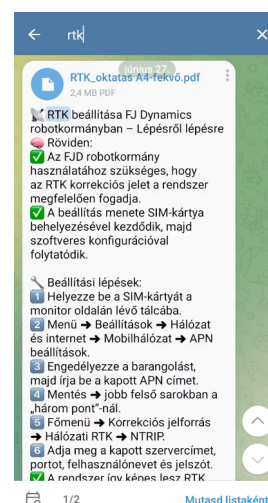 rtk
június 27.
RTK_oktatas A4-fekvő.pdf
2,4 MB PDF
📡 RTK beállítása FJ Dynamics
robotkormányban – Lépésről lépésre
🧠 Röviden:
✅ Az FJD robotkormány
használatához szükséges, hogy
az RTK korrekciós jelet a rendszer
megfelelően fogadja.
✅ A beállítás menete SIM-kártya
behelyezésével kezdődik, majd
szoftveres konfigurációval
folytatódik.
🔧 Beállítási lépések:
1️⃣ Helyezze be a SIM-kártyát a
monitor oldalán lévő tálcába.
2️⃣ Menü ➔ Beállítások ➔ Hálózat
és internet ➔ Mobilhálózat ➔ APN
beállítások.
3️⃣ Engedélyezze a barangolást,
majd írja be a kapott APN címet.
4️⃣ Mentés ➔ jobb felső sarokban a
„három pont”-nál.
5️⃣ Főmenü ➔ Korrekciós jelforrás
➔ Hálózati RTK ➔ NTRIP.
6️⃣ Adja meg a kapott szervercímet,
portot, felhasználónevet és jelszót.
✅ A rendszer így képes lesz RTK
1/2
Mutasd listaként